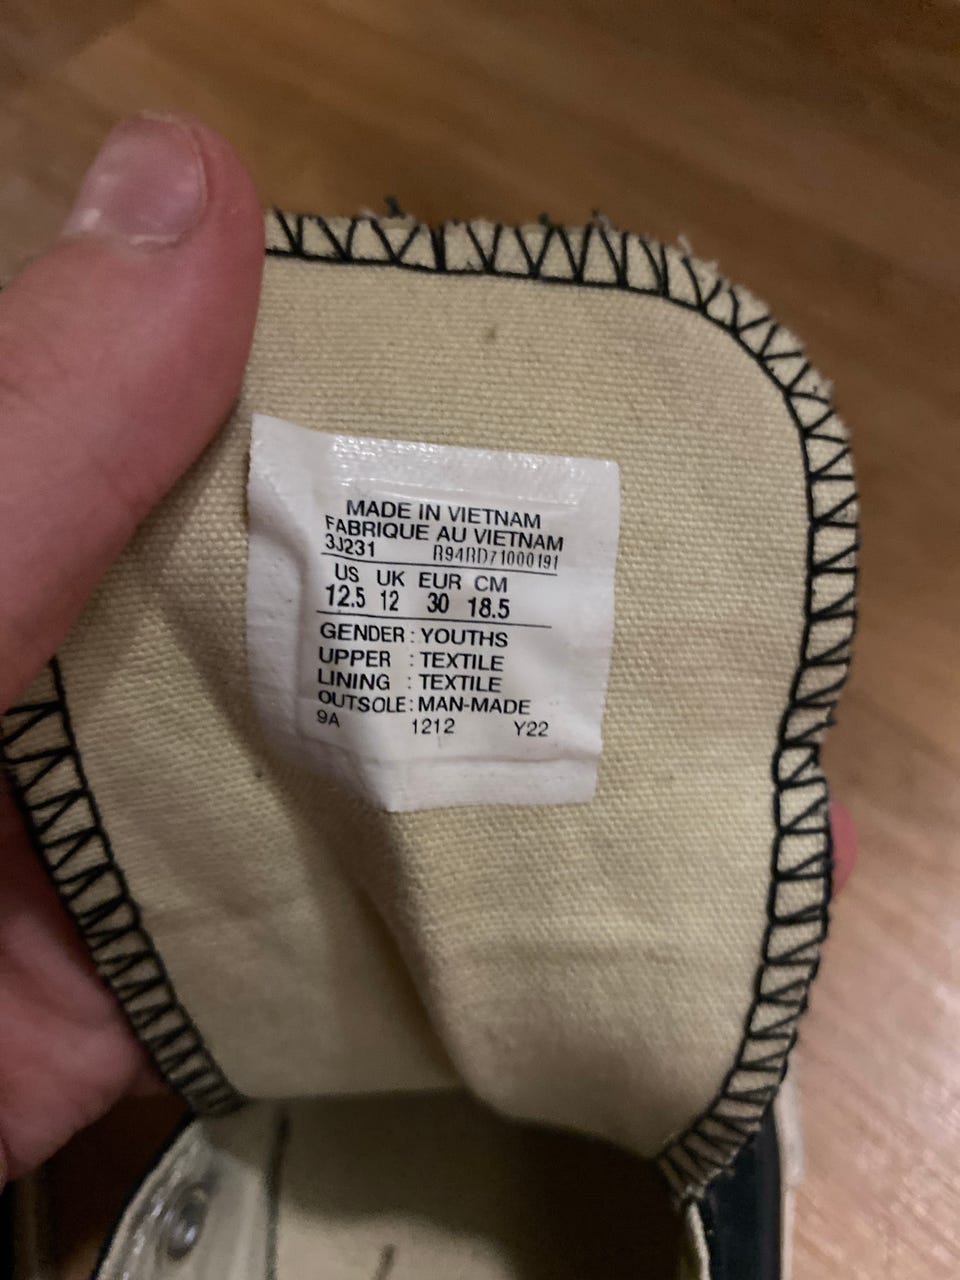 MADE IN VIETNAM
FABRIQUE AU VIETNAM
3J231 R94RD71000191
US UK EUR CM
12.5 12 30 18.5
GENDER : YOUTHS
UPPER : TEXTILE
LINING : TEXTILE
OUTSOLE : MAN-MADE
9A 1212 Y22